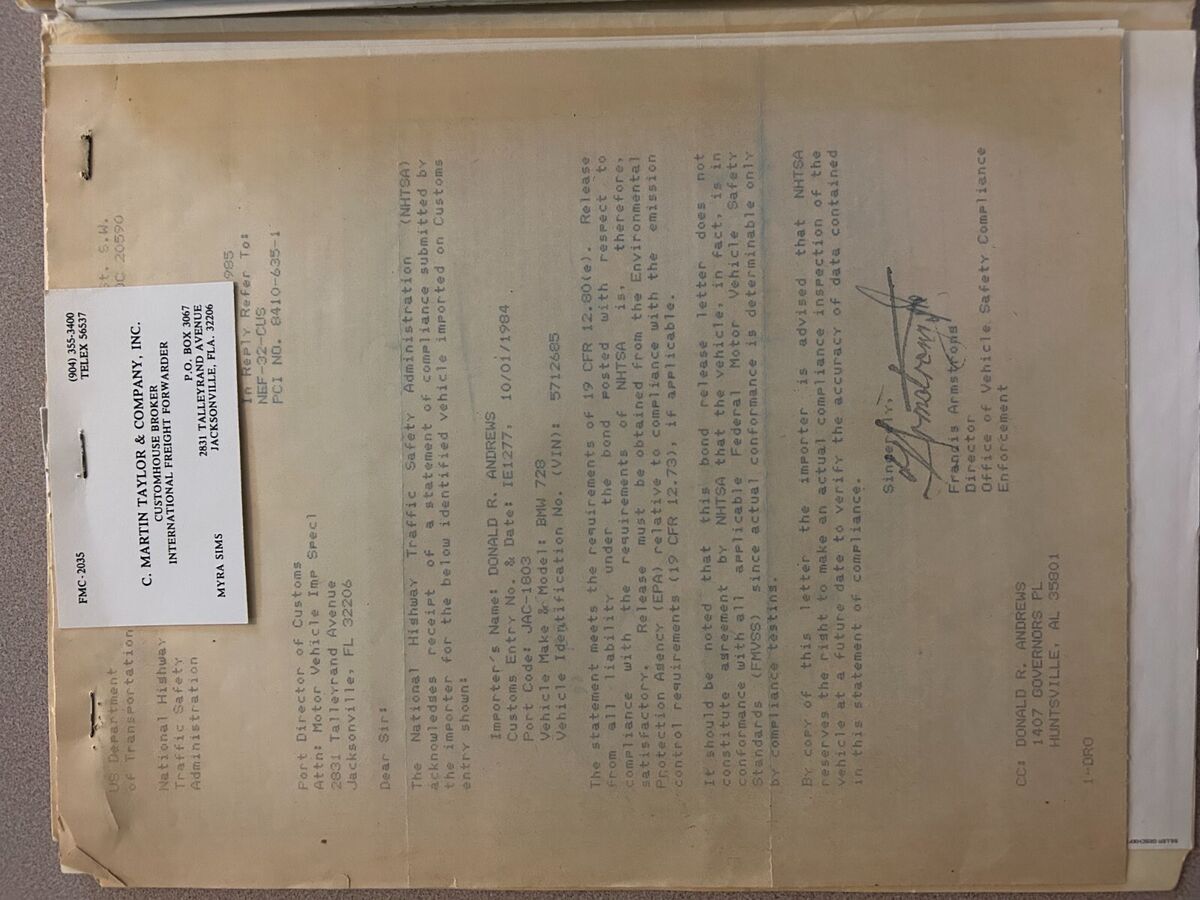 FMC-2035
(904) 355-3400
TELEX 56537
C. MARTIN TAYLOR & COMPANY, INC.
CUSTOMHOUSE BROKER
INTERNATIONAL FREIGHT FORWARDER
MYRA SIMS
P.O. BOX 3067
2831 TALLEYRAND AVENUE
JACKSONVILLE, FLA. 32206
US Department
of Transportation
National Highway
Traffic Safety
Administration
St. S.W.
DC 20590
985
In Reply Refer To:
NEF-32-CUS
PCI NO. 8410-635-1
Port Director of Customs
Attn: Motor Vehicle Imp Specl
2831 Talleyrand Avenue
Jacksonville, FL 32206
Dear Sir:
The National Highway Traffic Safety Administration (NHTSA)
acknowledges receipt of a statement of compliance submitted by
the importer for the below identified vehicle imported on Customs
entry shown:
Importer's Name: DONALD R. ANDREWS
Customs Entry No. & Date: IE1277, 10/01/1984
Port Code: JAC-1803
Vehicle Make & Model: BMW 728
Vehicle Identification No. (VIN): 5712685
The statement meets the requirements of 19 CFR 12.80(e). Release
from all liability under the bond posted with respect to
compliance with the requirements of NHTSA is, therefore,
satisfactory. Release must be obtained from the Environmental
Protection Agency (EPA) relative to compliance with the emission
control requirements (19 CFR 12.73), if applicable.
It should be noted that this bond release letter does not
constitute agreement by NHTSA that the vehicle, in fact, is in
conformance with all applicable Federal Motor Vehicle Safety
Standards (FMVSS) since actual conformance is determinable only
by compliance testing.
By copy of this letter the importer is advised that NHTSA
reserves the right to make an actual compliance inspection of the
vehicle at a future date to verify the accuracy of data contained
in this statement of compliance.
Sincerely,
Francis Armstrong
Director
Office of Vehicle Safety Compliance
Enforcement
CC: DONALD R. ANDREWS
1407 GOVERNORS PL
HUNTSVILLE, AL 35801